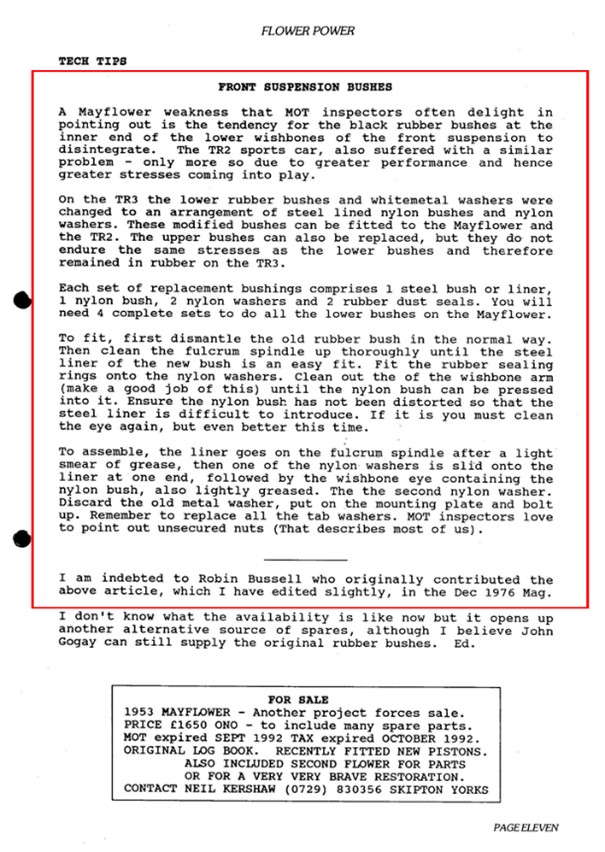 FLOWER POWER
TECH TIPS
FRONT SUSPENSION BUSHES
A Mayflower weakness that MOT inspectors often delight in
pointing out is the tendency for the black rubber bushes at the
inner end of the lower wishbones of the front suspension to
disintegrate. The TR2 sports car, also suffered with a similar
problem - only more so due to greater performance and hence
greater stresses coming into play.
On the TR3 the lower rubber bushes and whitemetal washers were
changed to an arrangement of steel lined nylon bushes and nylon
washers. These modified bushes can be fitted to the Mayflower and
the TR2. The upper bushes can also be replaced, but they do not
endure the same stresses as the lower bushes and therefore
remained in rubber on the TR3.
Each set of replacement bushings comprises 1 steel bush or liner,
1 nylon bush, 2 nylon washers and 2 rubber dust seals. You will
need 4 complete sets to do all the lower bushes on the Mayflower.
To fit, first dismantle the old rubber bush in the normal way.
Then clean the fulcrum spindle up thoroughly until the steel
liner of the new bush is an easy fit. Fit the rubber sealing
rings onto the nylon washers. Clean out the of the wishbone arm
(make a good job of this) until the nylon bush can be pressed
into it. Ensure the nylon bush has not been distorted so that the
steel liner is difficult to introduce. If it is you must clean
the eye again, but even better this time.
To assemble, the liner goes on the fulcrum spindle after a light
smear of grease, then one of the nylon washers is slid onto the
liner at one end, followed by the wishbone eye containing the
nylon bush, also lightly greased. The the second nylon washer.
Discard the old metal washer, put on the mounting plate and bolt
up. Remember to replace all the tab washers. MOT inspectors love
to point out unsecured nuts (That describes most of us).
I am indebted to Robin Bussell who originally contributed the
above article, which I have edited slightly, in the Dec 1976 Mag.
I don't know what the availability is like now but it opens up
another alternative source of spares, although I believe John
Gogay can still supply the original rubber bushes. Ed.
FOR SALE
1953 MAYFLOWER - Another project forces sale.
PRICE £1650 ONO - to include many spare parts.
MOT expired SEPT 1992 TAX expired OCTOBER 1992.
ORIGINAL LOG BOOK. RECENTLY FITTED NEW PISTONS.
ALSO INCLUDED SECOND FLOWER FOR PARTS
OR FOR A VERY VERY BRAVE RESTORATION.
CONTACT NEIL KERSHAW (0729) 830356 SKIPTON YORKS
PAGE ELEVEN